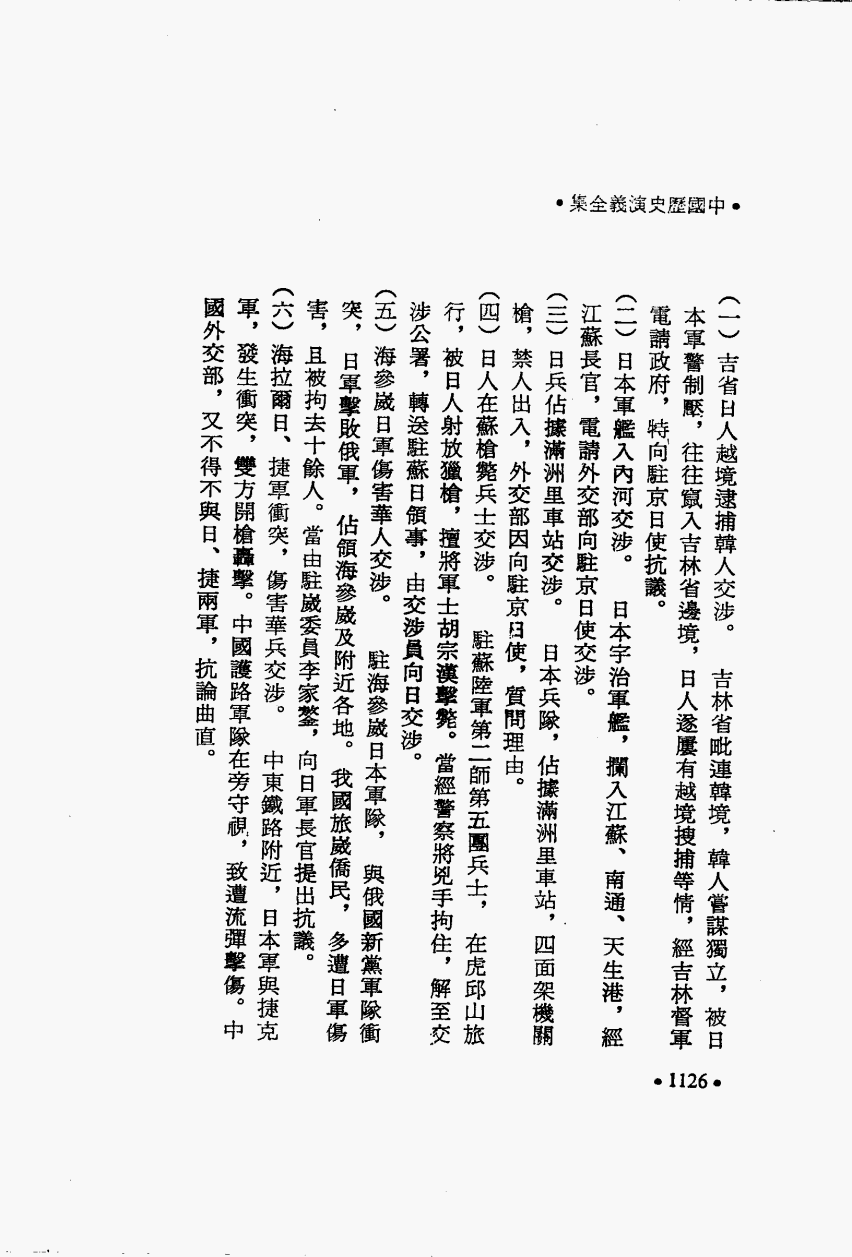 •中國歷史演義全集•
(一)吉省日人越境逮捕韓人交涉。　吉林省毗連韓境，韓人嘗謀獨立，被日
本軍警制壓，往往竄入吉林省邊境，日人遂屢有越境搜捕等情，經吉林督軍
電請政府，特向駐京日使抗議。
(二)日本軍艦入內河交涉。　日本宇治軍艦，攔入江蘇、南通、天生港，經
江蘇長官，電請外交部向駐京日使交涉。
(三)日兵佔據滿洲里車站交涉。　日本兵隊，佔據滿洲里車站，四面架機關
槍，禁人出入，外交部因向駐京日使，質問理由。
(四)日人在蘇槍斃兵士交涉。　駐蘇陸軍第二師第五團兵士，在虎邱山旅
行，被日人射放獵槍，擅將軍士胡宗漢擊斃。當經警察將兇手拘住，解至交
涉公署，轉送駐蘇日領事，由交涉員向日交涉。
(五)海參崴日軍傷害華人交涉。　駐海參崴日本軍隊，與俄國新黨軍隊衝
突，日軍擊敗俄軍，佔領海參崴及附近各地。我國旅崴僑民，多遭日軍傷
害，且被拘去十餘人。當由駐崴委員李家鏊，向日軍長官提出抗議。
(六)海拉爾日、捷軍衝突，傷害華兵交涉。　中東鐵路附近，日本軍與捷克
軍，發生衝突，雙方開槍轟擊。中國護路軍隊在旁守視，致遭流彈擊傷。中
國外交部，又不得不與日、捷兩軍，抗論曲直。
•1126•